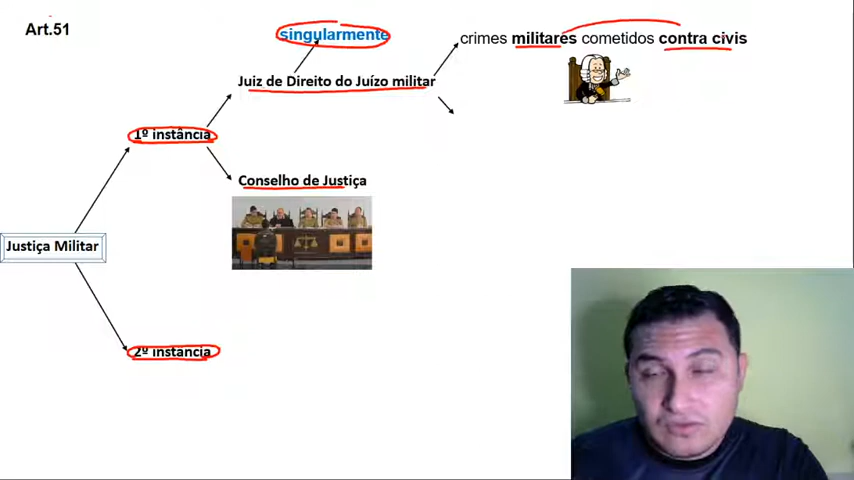 Art.51
singularmente
crimes militares cometidos contra civis
Juiz de Direito do Juízo militar
1º instância
Conselho de Justiça
Justiça Militar
2º instancia